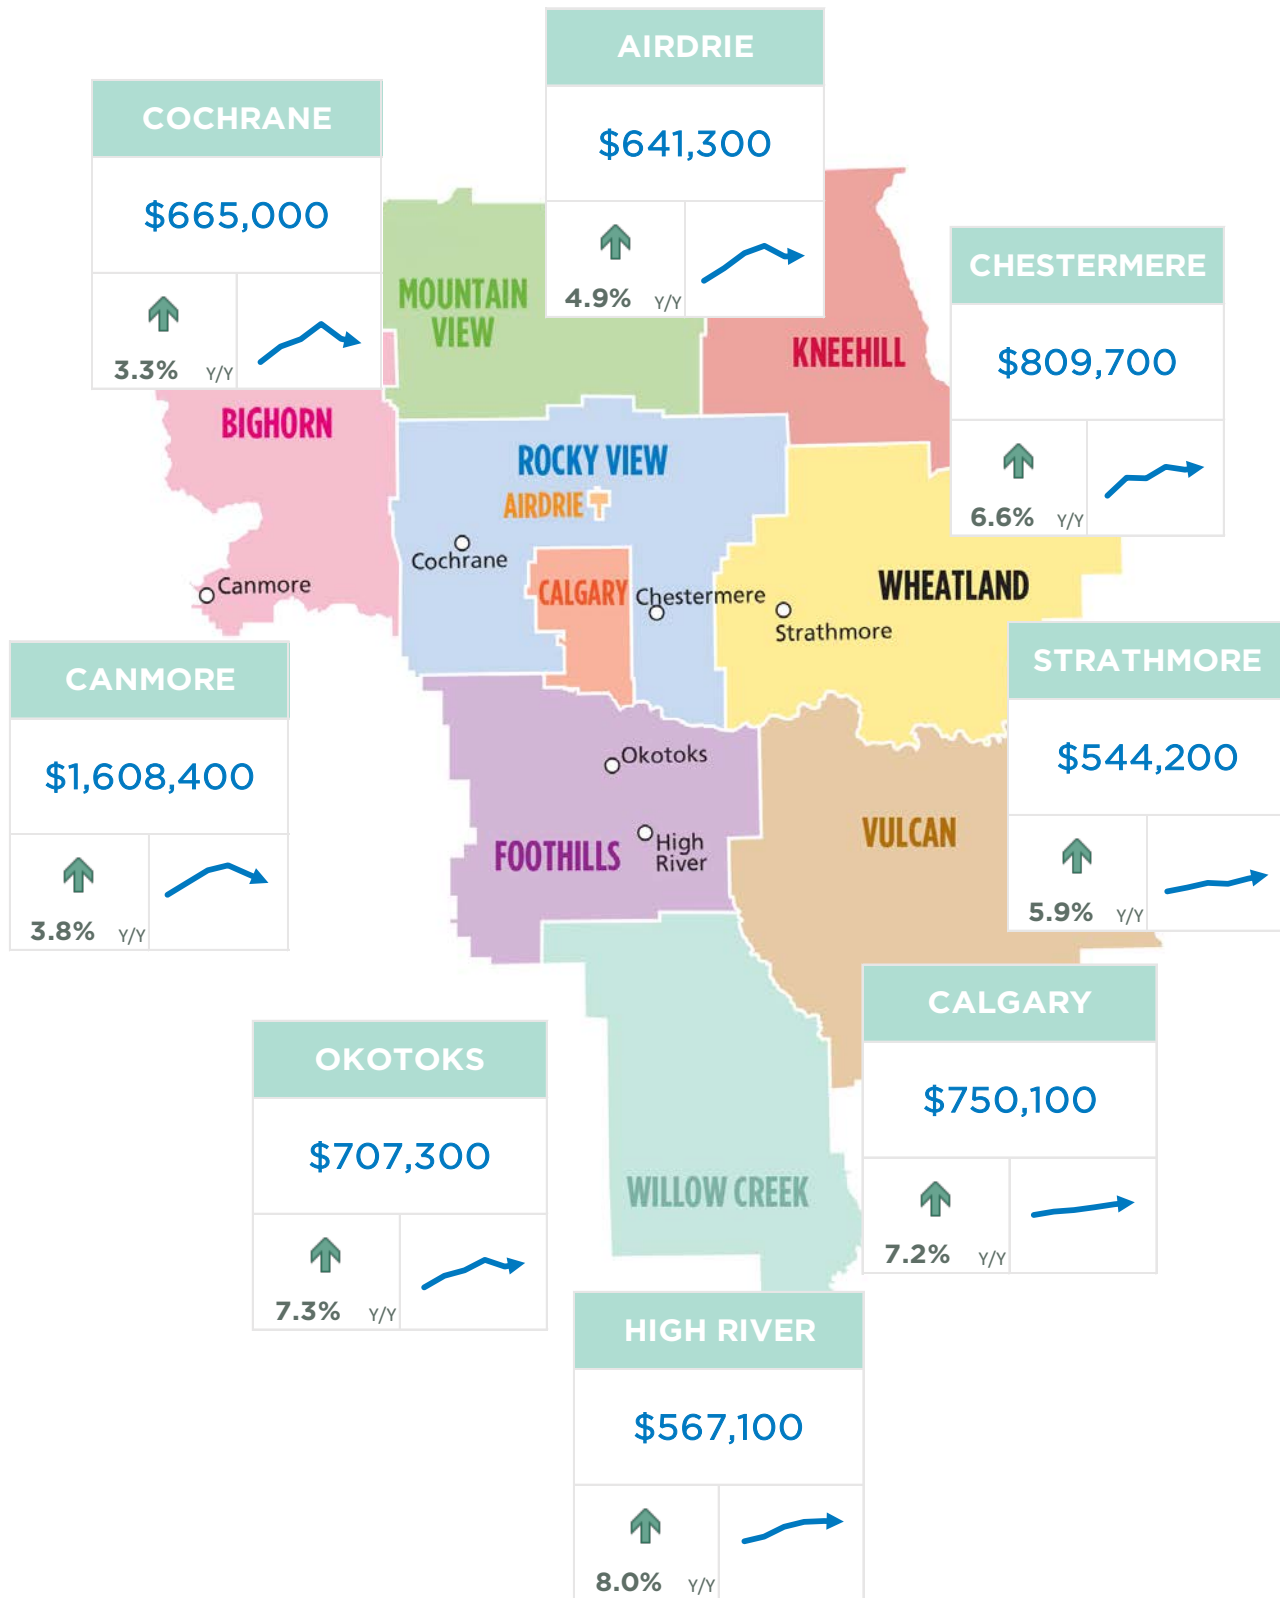 AIRDRIE
$641,300
4.9% Y/Y
COCHRANE
$665,000
3.3% Y/Y
CHESTERMERE
$809,700
6.6% Y/Y
MOUNTAIN
VIEW
KNEEHILL
BIGHORN
ROCKY VIEW
AIRDRIE
Cochrane
Canmore
CALGARY
Chestermere
WHEATLAND
Strathmore
CANMORE
$1,608,400
3.8% Y/Y
STRATHMORE
$544,200
5.9% Y/Y
Okotoks
High
River
FOOTHILLS
VULCAN
CALGARY
$750,100
7.2% Y/Y
OKOTOKS
$707,300
7.3% Y/Y
WILLOW CREEK
HIGH RIVER
$567,100
8.0% Y/Y